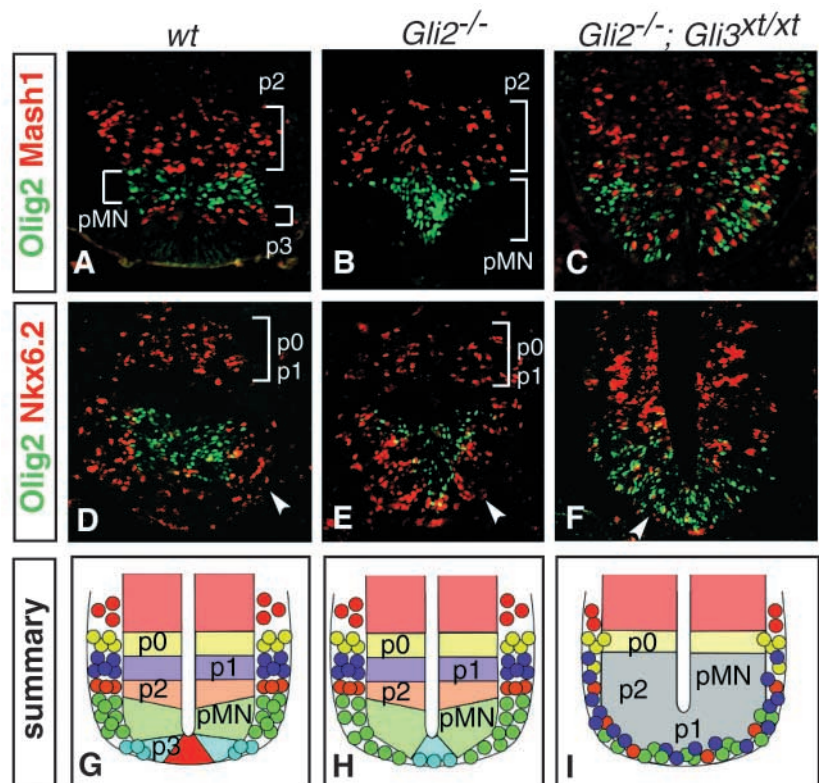 wt
Gli2-/-
Gli2-/-; Gli3xt/xt
Olig2 Mash1
p2
pMN
p3
A
p2
pMN
B
C
Olig2 Nkx6.2
p0
p1
D
p0
p1
E
F
summary
p0
p1
p2
pMN
p3
G
p0
p1
p2
pMN
H
p0
p2
pMN
p1
I